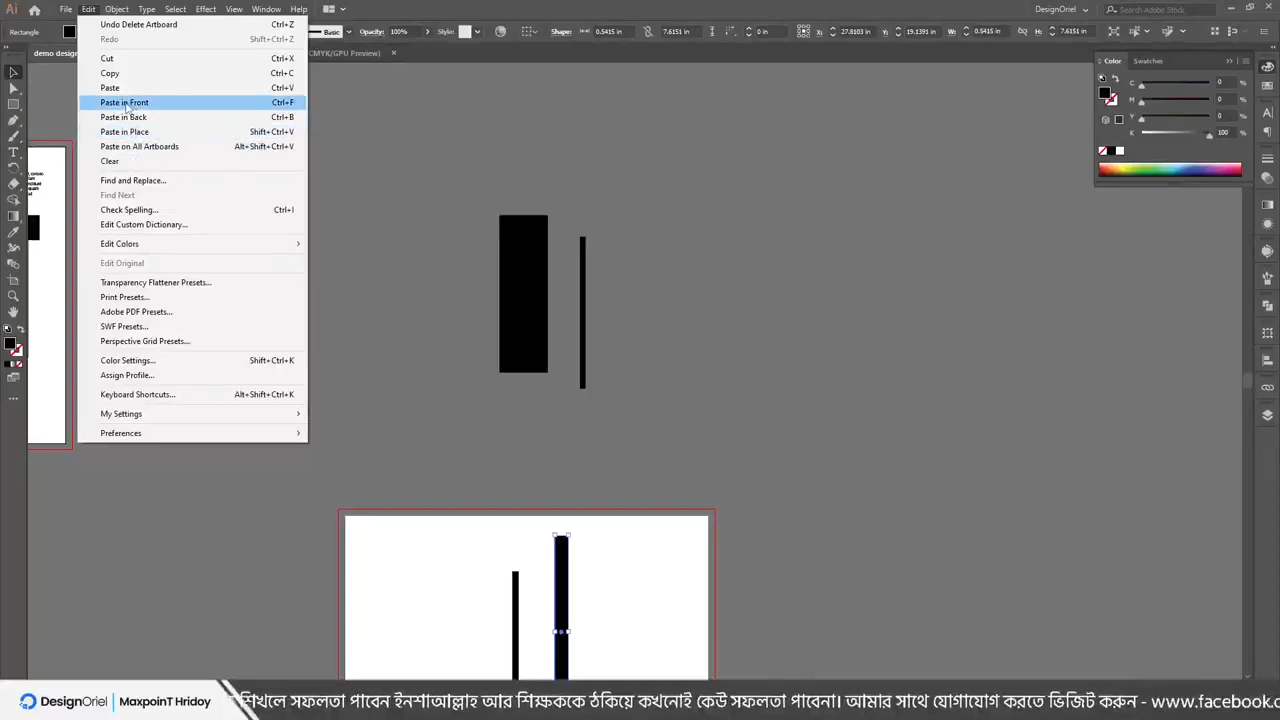 Ai File Edit Object Type Select Effect View Window Help DesignOriel Search Adobe Stock
Rectangle Basic Opacity: 100% Style: Shape: 0.5415 in 7.6151 in 0 in X: 27.8103 in Y: 19.1391 in W: 0.5415 in H: 7.6151 in
demo design CMYK/GPU Preview) ×
Undo Delete Artboard Ctrl+Z
Redo Shift+Ctrl+Z
Cut Ctrl+X
Copy Ctrl+C
Paste Ctrl+V
Paste in Front Ctrl+F
Paste in Back Ctrl+B
Paste in Place Shift+Ctrl+V
Paste on All Artboards Alt+Shift+Ctrl+V
Clear
Find and Replace...
Find Next
Check Spelling... Ctrl+I
Edit Custom Dictionary...
Edit Colors
Edit Original
Transparency Flattener Presets...
Print Presets...
Adobe PDF Presets...
SWF Presets...
Perspective Grid Presets...
Color Settings... Shift+Ctrl+K
Assign Profile...
Keyboard Shortcuts... Alt+Shift+Ctrl+K
My Settings
Preferences
Color Swatches
C 0 %
M 0 %
Y 0 %
K 100 %
DesignOriel MaxpoinT Hridoy শিখলে সফলতা পাবেন ইনশাআল্লাহ আর শিক্ষককে ঠকিয়ে কখনোই কেউ সফলতা পাবেনা। আমার সাথে যোগাযোগ করতে ভিজিট করুন - www.facebook.c